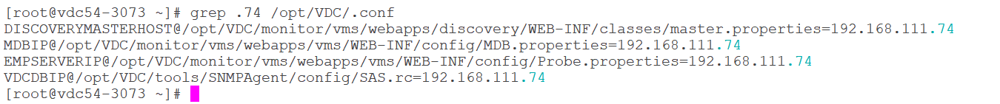 [root@vdc54-3073 ~]# grep .74 /opt/VDC/.conf
DISCOVERYMASTERHOST@/opt/VDC/monitor/vms/webapps/discovery/WEB-INF/classes/master.properties=192.168.111.74
MDBIP@/opt/VDC/monitor/vms/webapps/vms/WEB-INF/config/MDB.properties=192.168.111.74
EMPSERVERIP@/opt/VDC/monitor/vms/webapps/vms/WEB-INF/config/Probe.properties=192.168.111.74
VDCDBIP@/opt/VDC/tools/SNMPAgent/config/SAS.rc=192.168.111.74
[root@vdc54-3073 ~]#